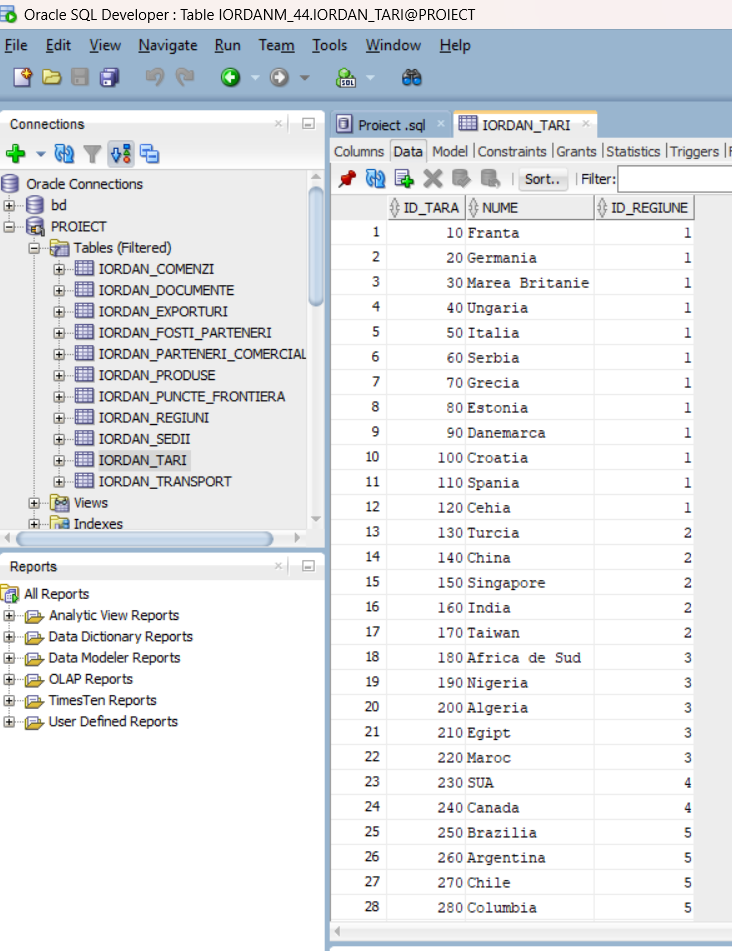 Oracle SQL Developer : Table IORDANM_44.IORDAN_TARI@PROIECT
File Edit View Navigate Run Team Tools Window Help
SQL
Connections
Oracle Connections
bd
PROIECT
Tables (Filtered)
IORDAN_COMENZI
IORDAN_DOCUMENTE
IORDAN_EXPORTURI
IORDAN_FOSTI_PARTENERI
IORDAN_PARTENERI_COMERCIAL
IORDAN_PRODUSE
IORDAN_PUNCTE_FRONTIERA
IORDAN_REGIUNI
IORDAN_SEDII
IORDAN_TARI
IORDAN_TRANSPORT
Views
Indexes
Reports
All Reports
Analytic View Reports
Data Dictionary Reports
Data Modeler Reports
OLAP Reports
TimesTen Reports
User Defined Reports
Proiect .sql IORDAN_TARI
Columns Data Model | Constraints | Grants | Statistics | Triggers |
Sort.. Filter:
ID_TARA NUME ID_REGIUNE
1 10 Franta 1
2 20 Germania 1
3 30 Marea Britanie 1
4 40 Ungaria 1
5 50 Italia 1
6 60 Serbia 1
7 70 Grecia 1
8 80 Estonia 1
9 90 Danemarca 1
10 100 Croatia 1
11 110 Spania 1
12 120 Cehia 1
13 130 Turcia 2
14 140 China 2
15 150 Singapore 2
16 160 India 2
17 170 Taiwan 2
18 180 Africa de Sud 3
19 190 Nigeria 3
20 200 Algeria 3
21 210 Egipt 3
22 220 Maroc 3
23 230 SUA 4
24 240 Canada 4
25 250 Brazilia 5
26 260 Argentina 5
27 270 Chile 5
28 280 Columbia 5